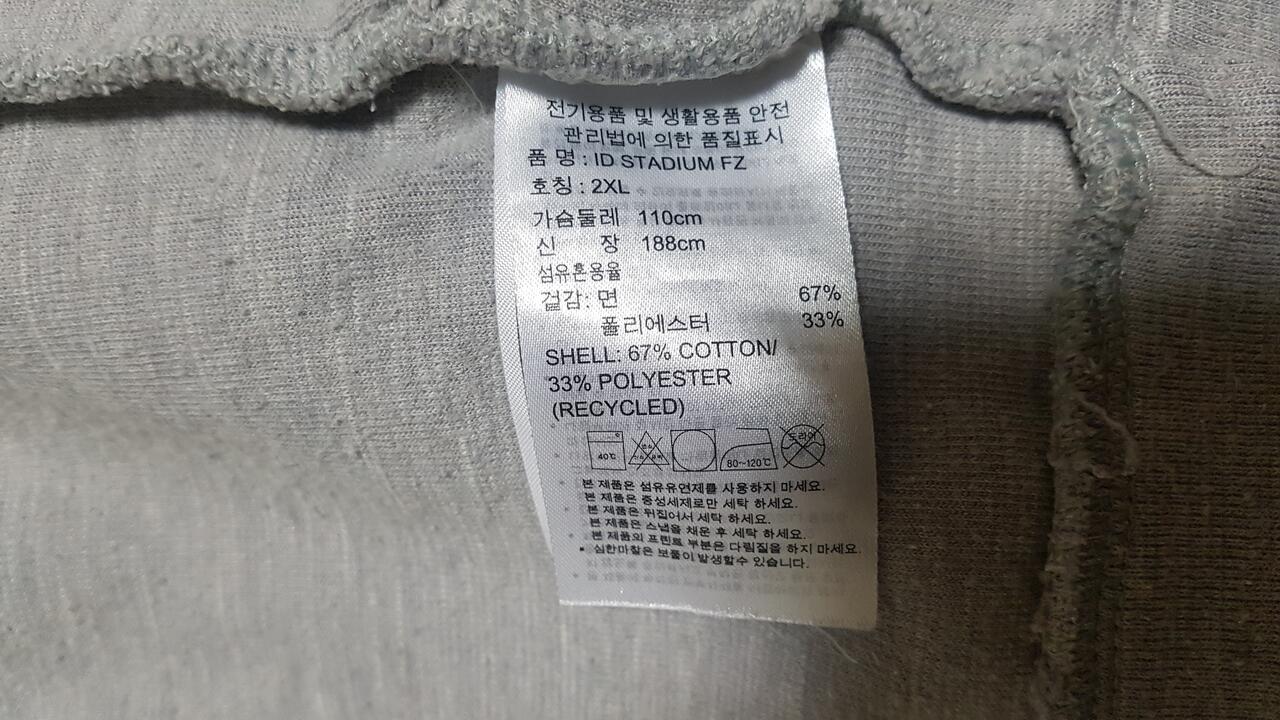 전기용품 및 생활용품 안전
관리법에 의한 품질표시
품 명 : ID STADIUM FZ
호칭 : 2XL
가슴둘레 110cm
신 장 188cm
섬유혼용율
겉감: 면 67%
폴리에스터 33%
SHELL: 67% COTTON/
33% POLYESTER
(RECYCLED)
40℃
80~120℃
드라이
본 제품은 섬유유연제를 사용하지 마세요.
본 제품은 중성세제로만 세탁 하세요.
본 제품은 뒤집어서 세탁 하세요.
본 제품은 스냅을 채운 후 세탁 하세요.
본 제품의 프린트 부분은 다림질을 하지 마세요.
심한마찰은 보풀이 발생할수 있습니다.